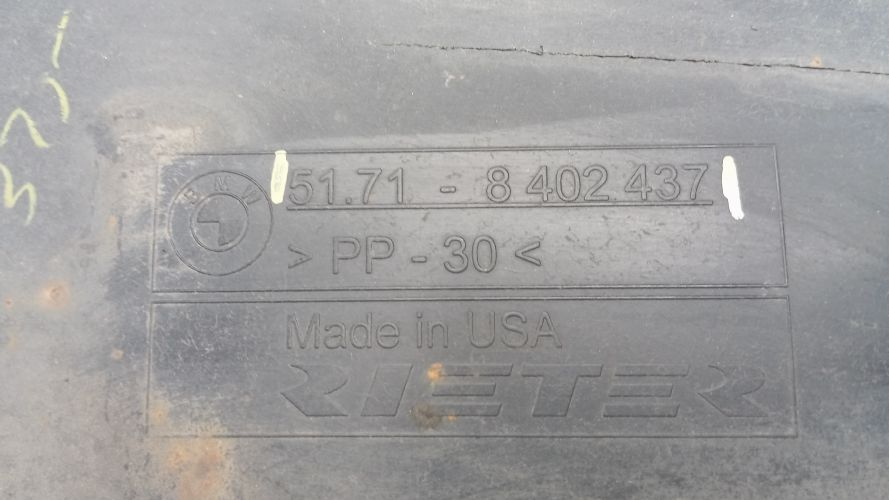 BMW
51.71 - 8 402 437
> PP - 30 <
Made in USA
RIETER